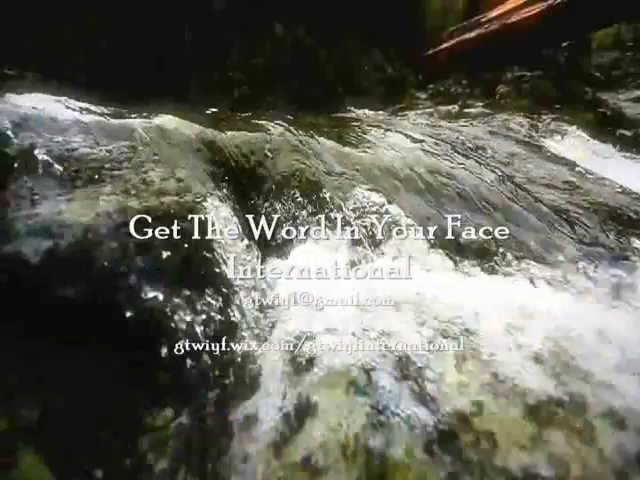 Get The Word In Your Face
International
gtwiyf@gmail.com
gtwiyf.wix.com/gtwiyfinternational